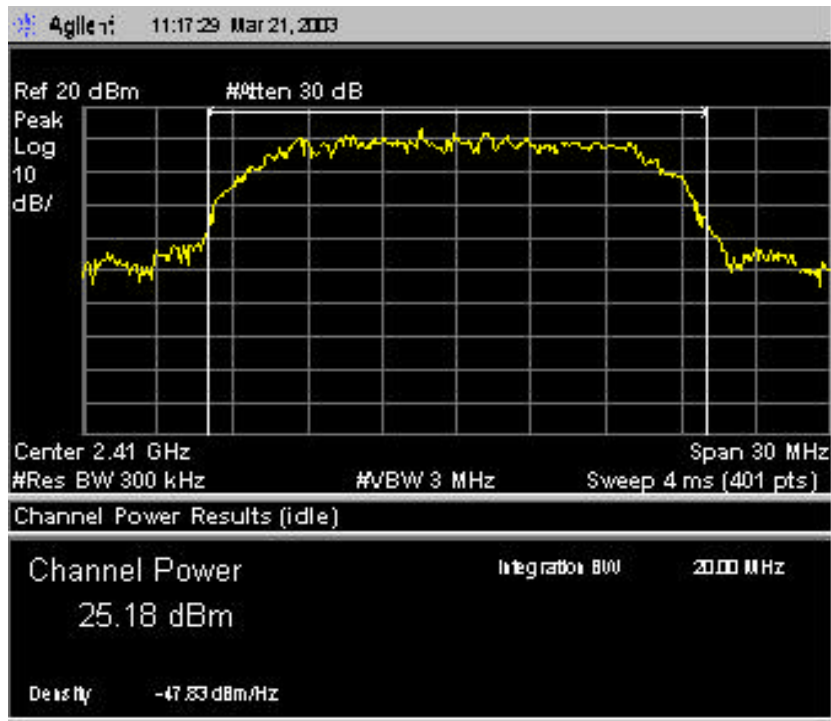 Agilent 11:17:29 Mar 21, 2003
Ref 20 dBm #Atten 30 dB
Peak
Log
10
dB/
Center 2.41 GHz Span 30 MHz
#Res BW 300 kHz #VBW 3 MHz Sweep 4 ms (401 pts)
Channel Power Results (idle)
Channel Power Integration BW 20.00 MHz
25.18 dBm
Density -47.83 dBm/Hz